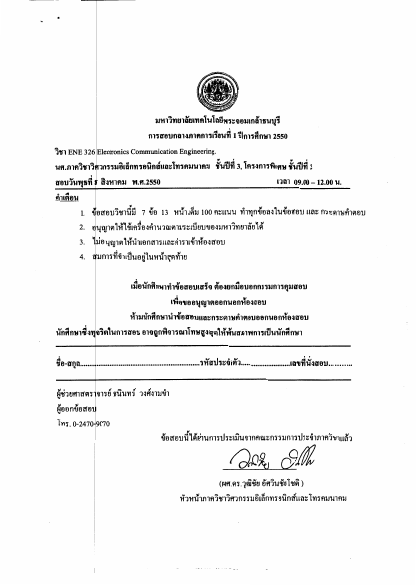 มหาวิทยาลัยเทคโนโลยีพระจอมเกล้าธนบุรี
การสอบกลางภาคการเรียนที่ 1 ปีการศึกษา 2550
วิชา ENE 326 Electronics Communication Engineering.
นศ.ภาควิชาวิศวกรรมอิเล็กทรอนิกส์และโทรคมนาคม ชั้นปีที่ 3, โครงการพิเศษ ชั้นปีที่ 2
สอบวันพุธที่ 1 สิงหาคม พ.ศ.2550 เวลา 09.00 – 12.00 น.
คำเตือน
1. ข้อสอบวิชานี้มี 7 ข้อ 13 หน้า เต็ม 100 คะแนน ทำทุกข้อลงในข้อสอบ และ กระดาษคำตอบ
2. อนุญาตให้ใช้เครื่องคำนวณตามระเบียบของมหาวิทยาลัยได้
3. ไม่อนุญาตให้นำเอกสารและตำราเข้าห้องสอบ
4. สมการที่จำเป็นอยู่ในหน้าสุดท้าย
เมื่อนักศึกษาทำข้อสอบเสร็จ ต้องยกมือบอกกรรมการคุมสอบ
เพื่อขออนุญาตออกนอกห้องสอบ
ห้ามนักศึกษานำข้อสอบและกระดาษคำตอบออกนอกห้องสอบ
นักศึกษาซึ่งทุจริตในการสอบ อาจถูกพิจารณาโทษสูงสุดให้พ้นสภาพการเป็นนักศึกษา
ชื่อ-สกุล..............................รหัสประจำตัว....................เลขที่นั่งสอบ..........
ผู้ช่วยศาสตราจารย์ ชนินทร์ วงศ์งามขำ
ผู้ออกข้อสอบ
โทร. 0-2470-9070
ข้อสอบนี้ได้ผ่านการประเมินจากคณะกรรมการประจำภาควิชาแล้ว
(ผศ.ดร.วุฒิชัย อัศวินชัยโชติ )
หัวหน้าภาควิชาวิศวกรรมอิเล็กทรอนิกส์และโทรคมนาคม